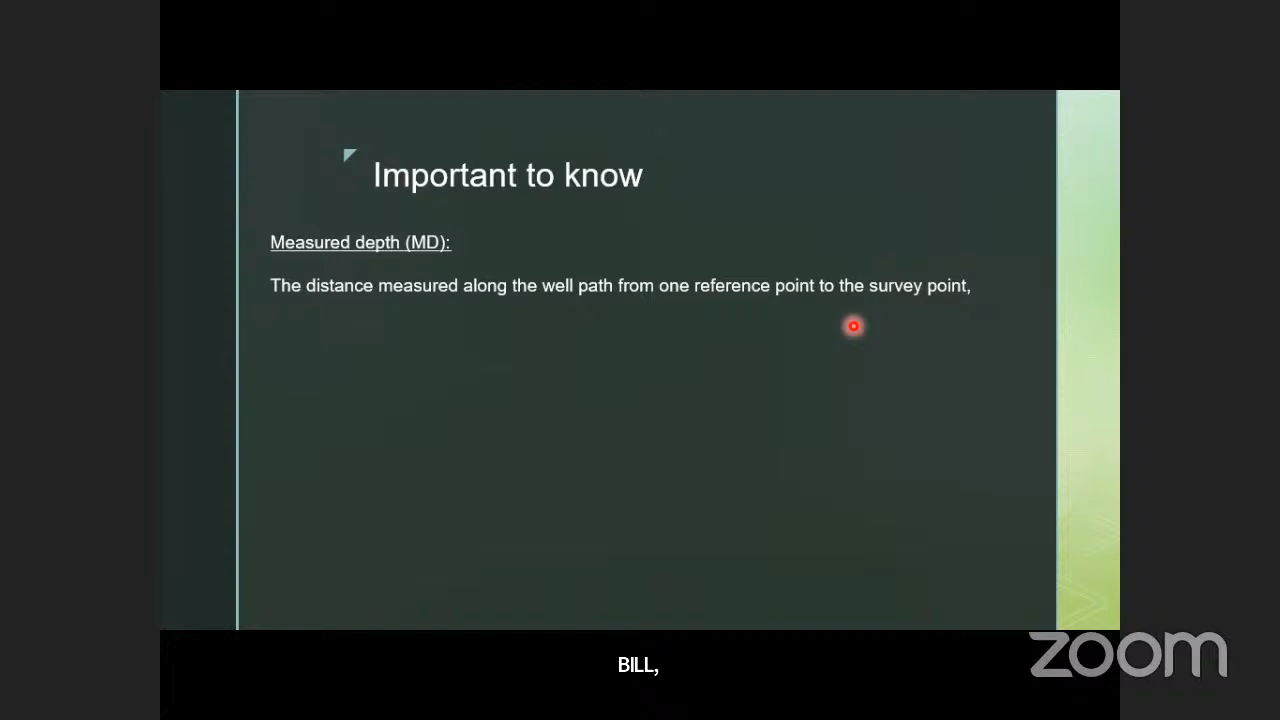 Important to know
Measured depth (MD):
The distance measured along the well path from one reference point to the survey point,
BILL,
zoom